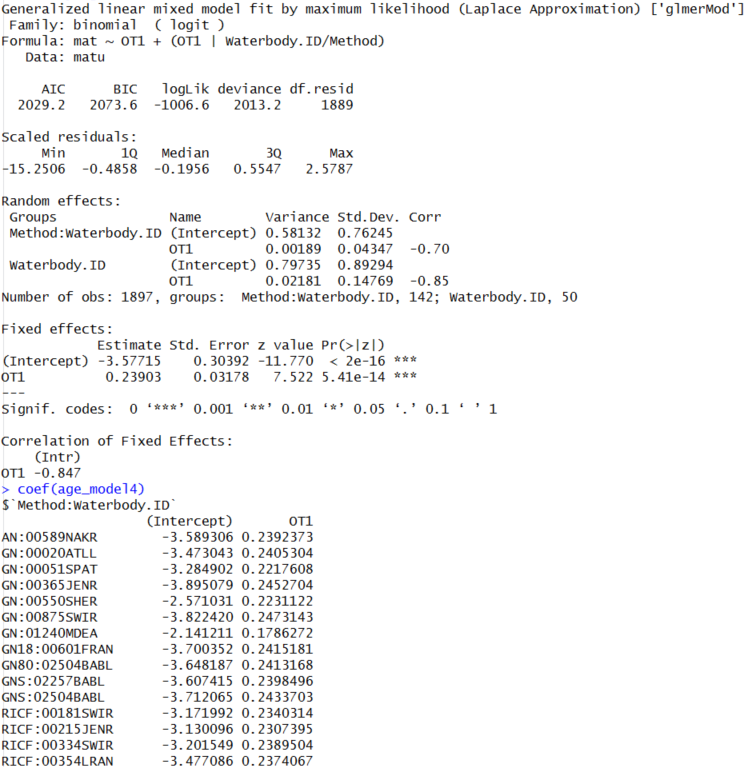 Generalized linear mixed model fit by maximum likelihood (Laplace Approximation) ['glmerMod']
 Family: binomial  ( logit )
Formula: mat ~ OT1 + (OT1 | Waterbody.ID/Method)
   Data: matu
     AIC      BIC   logLik deviance df.resid
  2029.2   2073.6  -1006.6   2013.2     1889
Scaled residuals:
     Min       1Q   Median       3Q      Max
-15.2506  -0.4858  -0.1956   0.5547   2.5787
Random effects:
 Groups              Name        Variance Std.Dev. Corr
 Method:Waterbody.ID (Intercept) 0.58132  0.76245
                     OT1         0.00189  0.04347  -0.70
 Waterbody.ID        (Intercept) 0.79735  0.89294
                     OT1         0.02181  0.14769  -0.85
Number of obs: 1897, groups:  Method:Waterbody.ID, 142; Waterbody.ID, 50
Fixed effects:
            Estimate Std. Error z value Pr(>|z|)
(Intercept) -3.57715    0.30392 -11.770  < 2e-16 ***
OT1          0.23903    0.03178   7.522 5.41e-14 ***
---
Signif. codes:  0 ‘***’ 0.001 ‘**’ 0.01 ‘*’ 0.05 ‘.’ 0.1 ‘ ’ 1
Correlation of Fixed Effects:
    (Intr)
OT1 -0.847
> coef(age_model4)
$`Method:Waterbody.ID`
                 (Intercept)       OT1
AN:00589NAKR       -3.589306 0.2392373
GN:00020ATLL       -3.473043 0.2405304
GN:00051SPAT       -3.284902 0.2217608
GN:00365JENR       -3.895079 0.2452704
GN:00550SHER       -2.571031 0.2231122
GN:00875SWIR       -3.822420 0.2473143
GN:01240MDEA       -2.141211 0.1786272
GN18:00601FRAN     -3.700352 0.2415181
GN80:02504BABL     -3.648187 0.2413168
GNS:02257BABL      -3.607415 0.2398496
GNS:02504BABL      -3.712065 0.2433703
RICF:00181SWIR     -3.171992 0.2340314
RICF:00215JENR     -3.130096 0.2307395
RICF:00334SWIR     -3.201549 0.2389504
RICF:00354LRAN     -3.477086 0.2374067